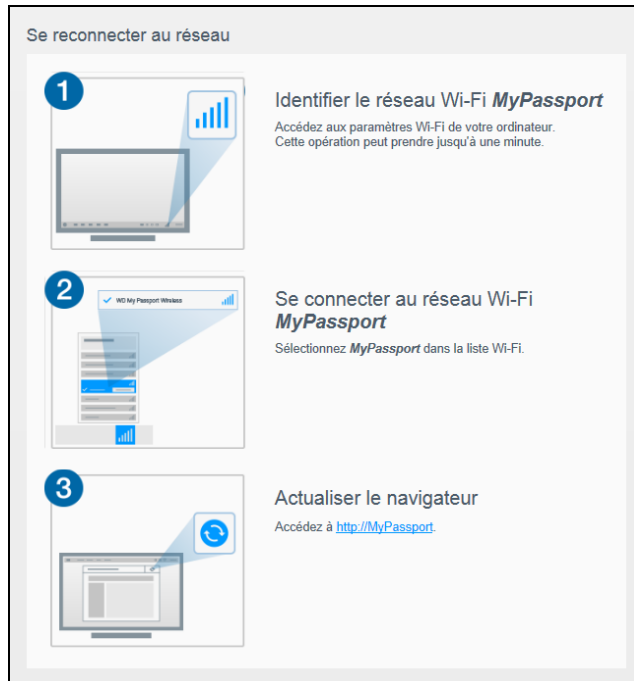 Se reconnecter au réseau
1
Identifier le réseau Wi-Fi MyPassport
Accédez aux paramètres Wi-Fi de votre ordinateur.
Cette opération peut prendre jusqu'à une minute.
2
WD My Passport Wireless
Se connecter au réseau Wi-Fi
MyPassport
Sélectionnez MyPassport dans la liste Wi-Fi.
3
Actualiser le navigateur
Accédez à http://MyPassport.